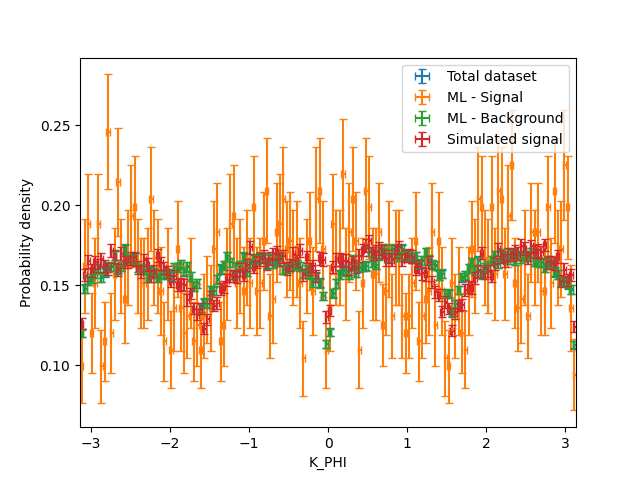 Total dataset
ML - Signal
ML - Background
Simulated signal
0.25
0.20
0.15
0.10
Probability density
−3
−2
−1
0
1
2
3
K_PHI